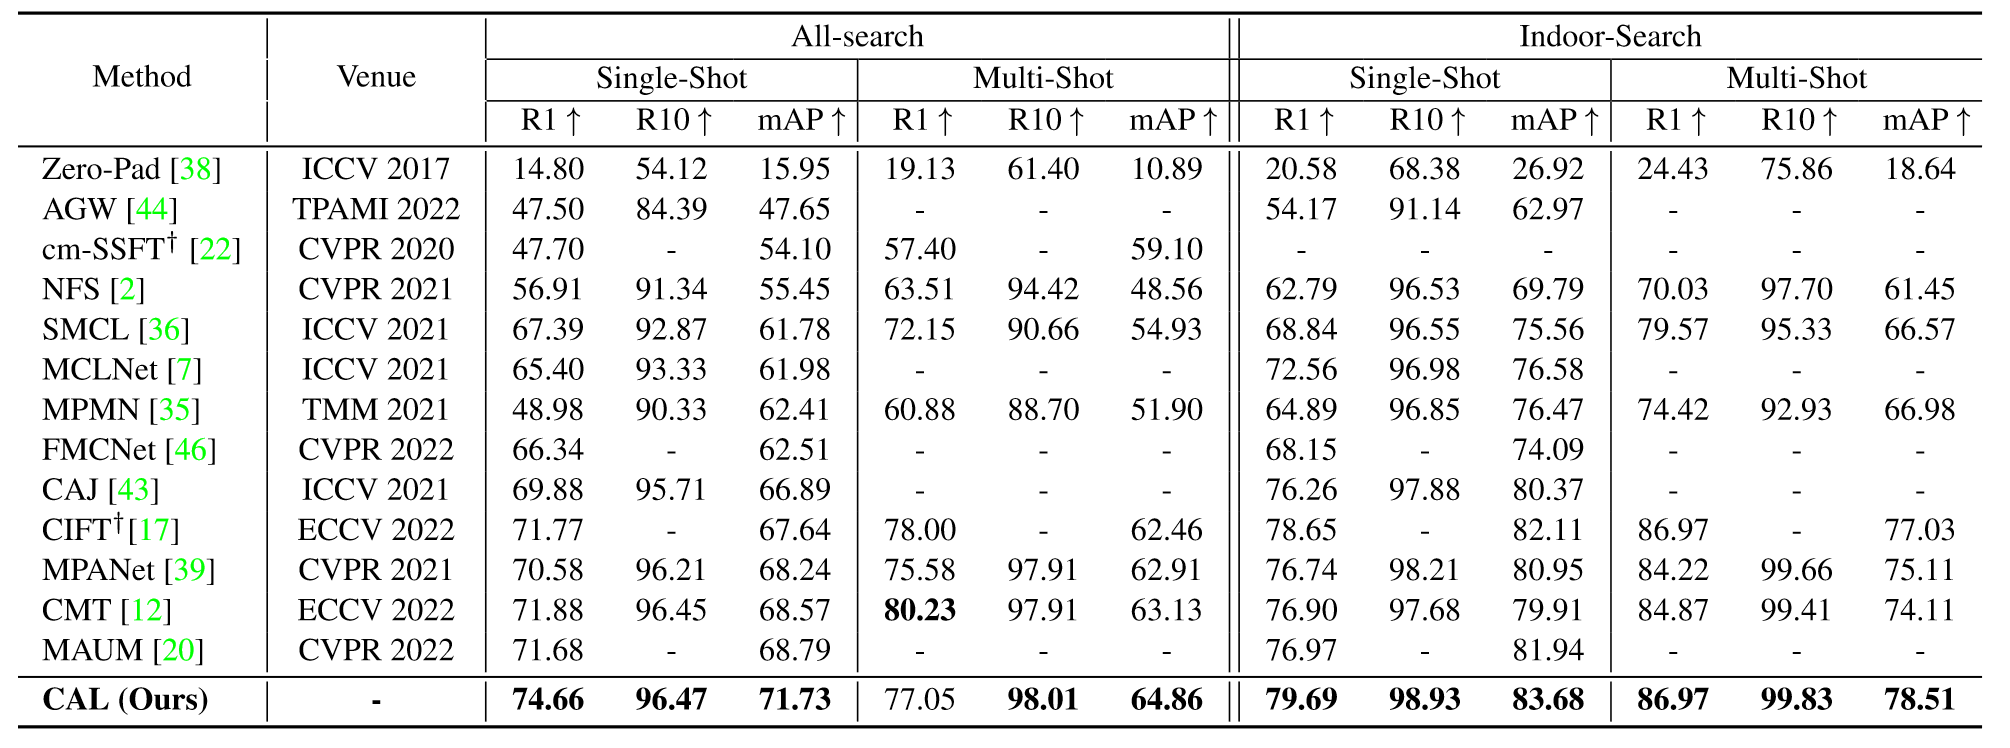 All-search Indoor-Search
Method Venue Single-Shot Multi-Shot Single-Shot Multi-Shot
R1 ↑ R10 ↑ mAP ↑ R1 ↑ R10 ↑ mAP ↑ R1 ↑ R10 ↑ mAP ↑ R1 ↑ R10 ↑ mAP ↑
Zero-Pad [38] ICCV 2017 14.80 54.12 15.95 19.13 61.40 10.89 20.58 68.38 26.92 24.43 75.86 18.64
AGW [44] TPAMI 2022 47.50 84.39 47.65 - - - 54.17 91.14 62.97 - - -
cm-SSFT† [22] CVPR 2020 47.70 - 54.10 57.40 - 59.10 - - - - - -
NFS [2] CVPR 2021 56.91 91.34 55.45 63.51 94.42 48.56 62.79 96.53 69.79 70.03 97.70 61.45
SMCL [36] ICCV 2021 67.39 92.87 61.78 72.15 90.66 54.93 68.84 96.55 75.56 79.57 95.33 66.57
MCLNet [7] ICCV 2021 65.40 93.33 61.98 - - - 72.56 96.98 76.58 - - -
MPMN [35] TMM 2021 48.98 90.33 62.41 60.88 88.70 51.90 64.89 96.85 76.47 74.42 92.93 66.98
FMCNet [46] CVPR 2022 66.34 - 62.51 - - - 68.15 - 74.09 - - -
CAJ [43] ICCV 2021 69.88 95.71 66.89 - - - 76.26 97.88 80.37 - - -
CIFT†[17] ECCV 2022 71.77 - 67.64 78.00 - 62.46 78.65 - 82.11 86.97 - 77.03
MPANet [39] CVPR 2021 70.58 96.21 68.24 75.58 97.91 62.91 76.74 98.21 80.95 84.22 99.66 75.11
CMT [12] ECCV 2022 71.88 96.45 68.57 80.23 97.91 63.13 76.90 97.68 79.91 84.87 99.41 74.11
MAUM [20] CVPR 2022 71.68 - 68.79 - - - 76.97 - 81.94 - - -
CAL (Ours) - 74.66 96.47 71.73 77.05 98.01 64.86 79.69 98.93 83.68 86.97 99.83 78.51